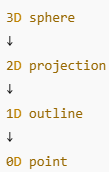 3D sphere
↓
2D projection
↓
1D outline
↓
0D point